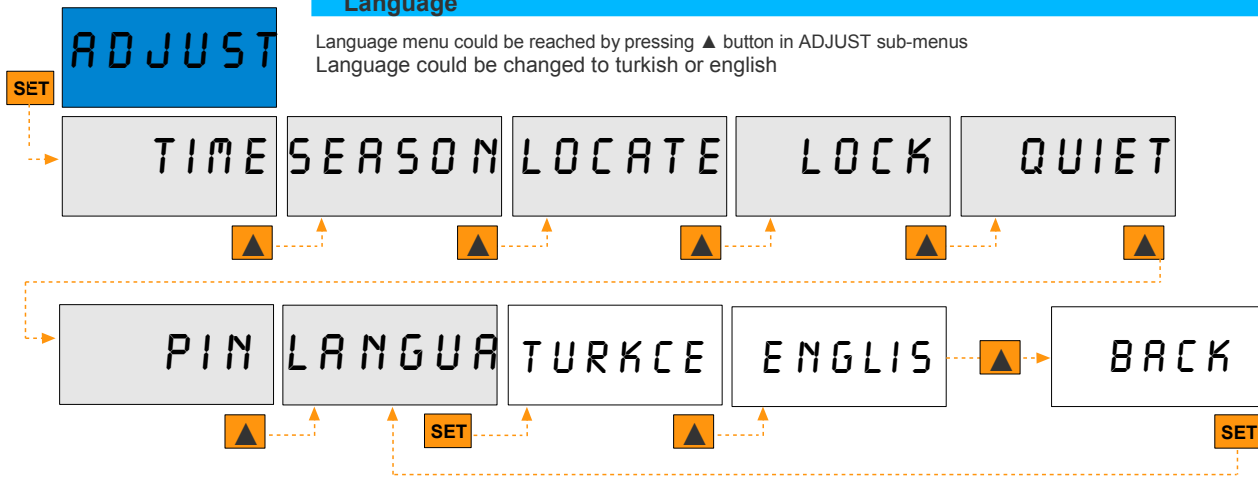 Language
ADJUST
Language menu could be reached by pressing ▲ button in ADJUST sub-menus
Language could be changed to turkish or english
SET
TIME SEASON LOCATE LOCK QUIET
▲ ▲ ▲ ▲ ▲
PIN LANGUA TURKCE ENGLIS ▲ BACK
▲ SET ▲ SET